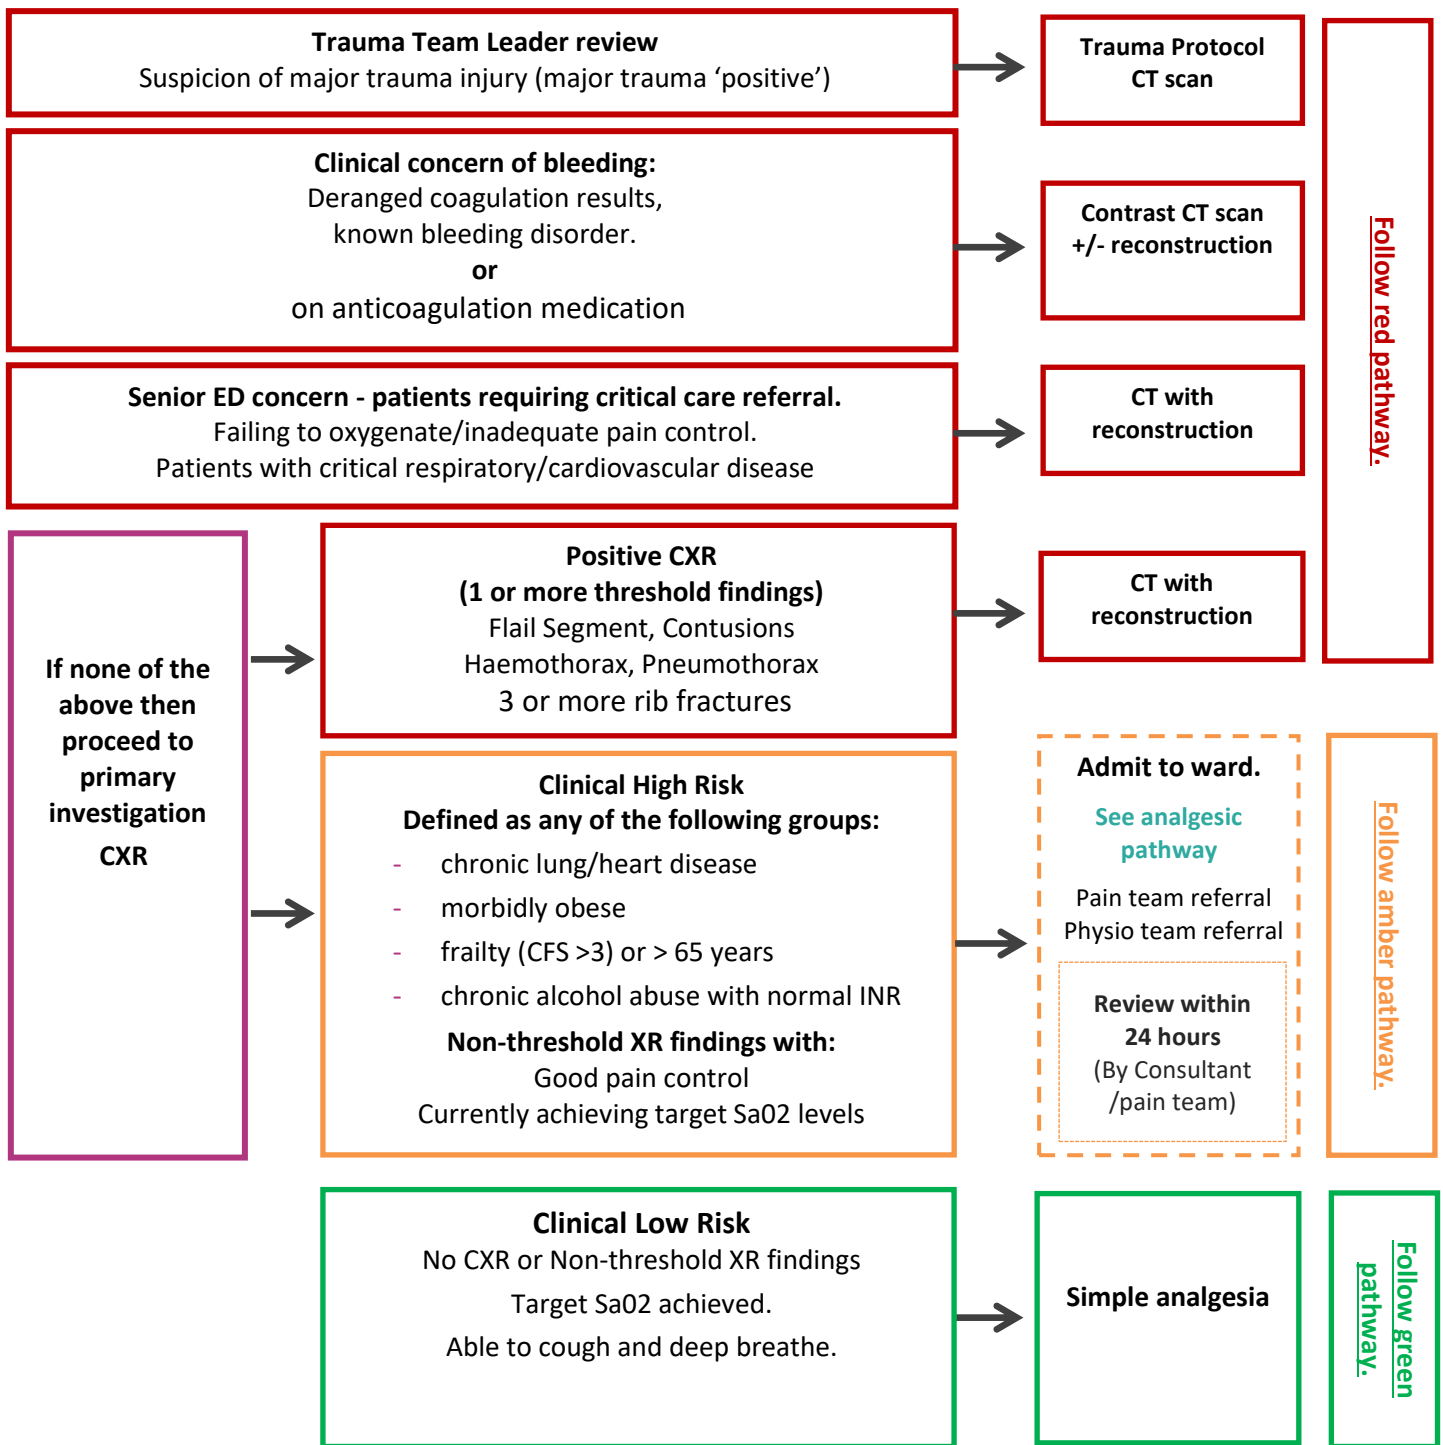 Trauma Team Leader review
Suspicion of major trauma injury (major trauma ‘positive’)
Trauma Protocol
CT scan
Clinical concern of bleeding:
Deranged coagulation results,
known bleeding disorder.
or
on anticoagulation medication
Contrast CT scan
+/- reconstruction
Senior ED concern - patients requiring critical care referral.
Failing to oxygenate/inadequate pain control.
Patients with critical respiratory/cardiovascular disease
CT with
reconstruction
Follow red pathway.
If none of the
above then
proceed to
primary
investigation
CXR
Positive CXR
(1 or more threshold findings)
Flail Segment, Contusions
Haemothorax, Pneumothorax
3 or more rib fractures
CT with
reconstruction
Clinical High Risk
Defined as any of the following groups:
- chronic lung/heart disease
- morbidly obese
- frailty (CFS >3) or > 65 years
- chronic alcohol abuse with normal INR
Non-threshold XR findings with:
Good pain control
Currently achieving target Sa02 levels
Admit to ward.
See analgesic
pathway
Pain team referral
Physio team referral
Review within
24 hours
(By Consultant
/pain team)
Follow amber pathway.
Clinical Low Risk
No CXR or Non-threshold XR findings
Target Sa02 achieved.
Able to cough and deep breathe.
Simple analgesia
Follow green
pathway.